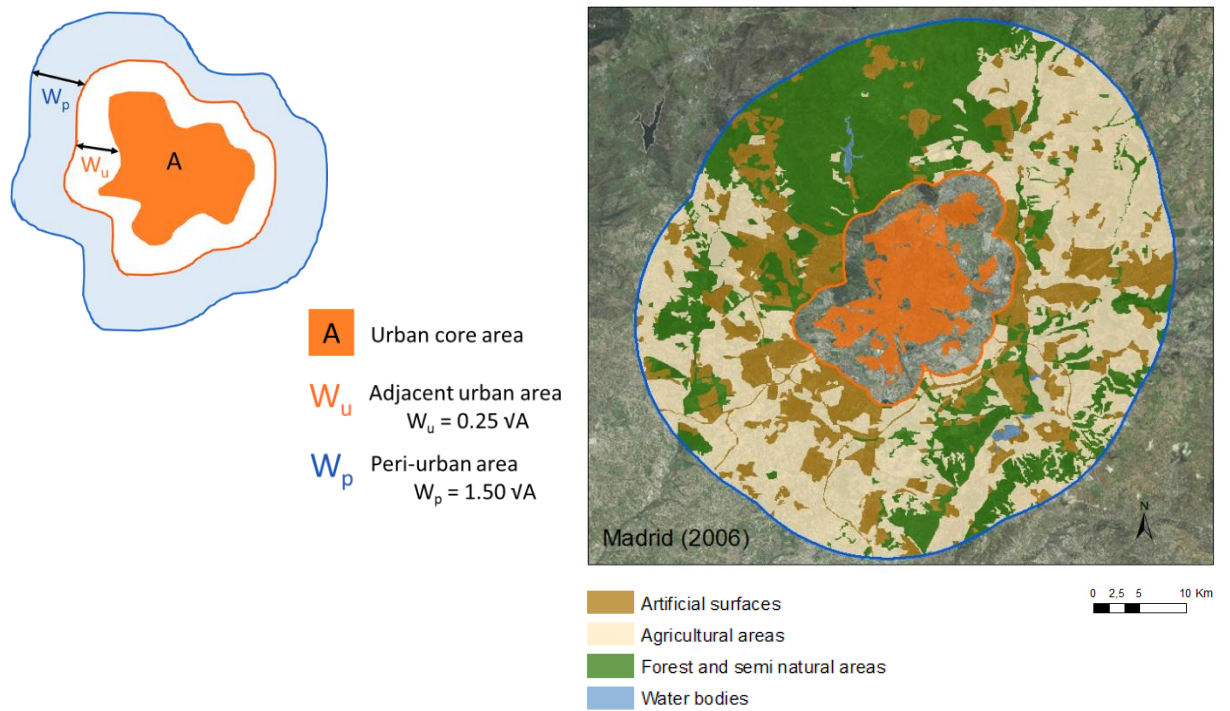 Wp
Wu
A
A Urban core area
Wu Adjacent urban area
Wu = 0.25 √A
Wp Peri-urban area
Wp = 1.50 √A
Madrid (2006)
N
Artificial surfaces
Agricultural areas
Forest and semi natural areas
Water bodies
0 2,5 5 10 Km